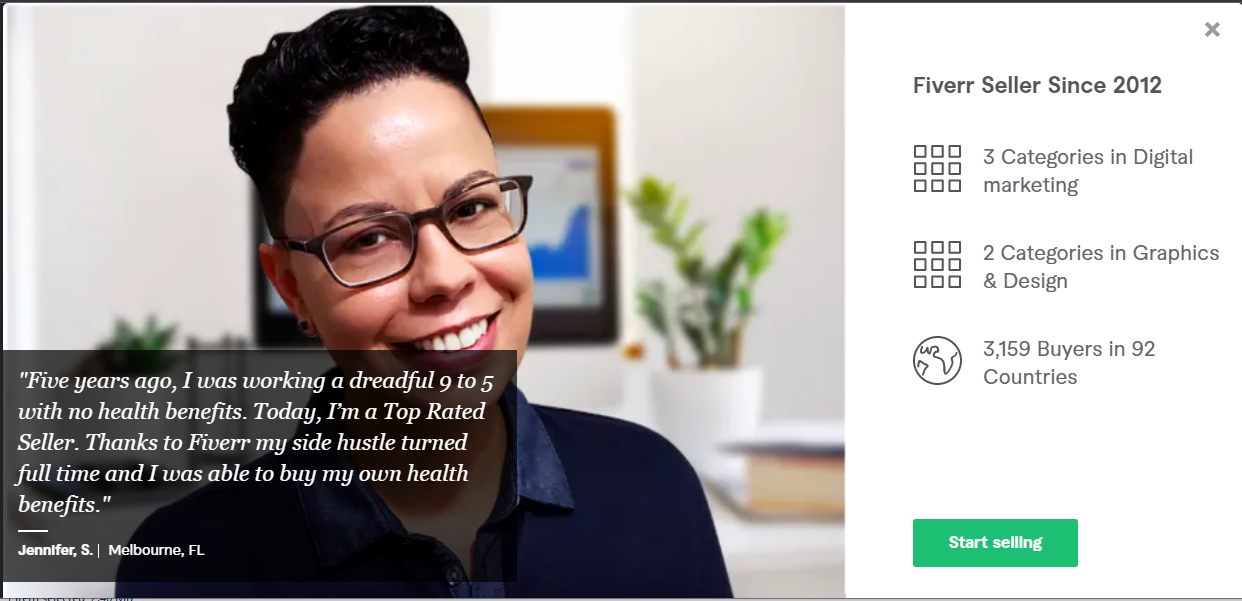 Fiverr Seller Since 2012
3 Categories in Digital
marketing
2 Categories in Graphics
& Design
3,159 Buyers in 92
Countries
"Five years ago, I was working a dreadful 9 to 5
with no health benefits. Today, I’m a Top Rated
Seller. Thanks to Fiverr my side hustle turned
full time and I was able to buy my own health
benefits."
Jennifer, S. | Melbourne, FL
Start selling